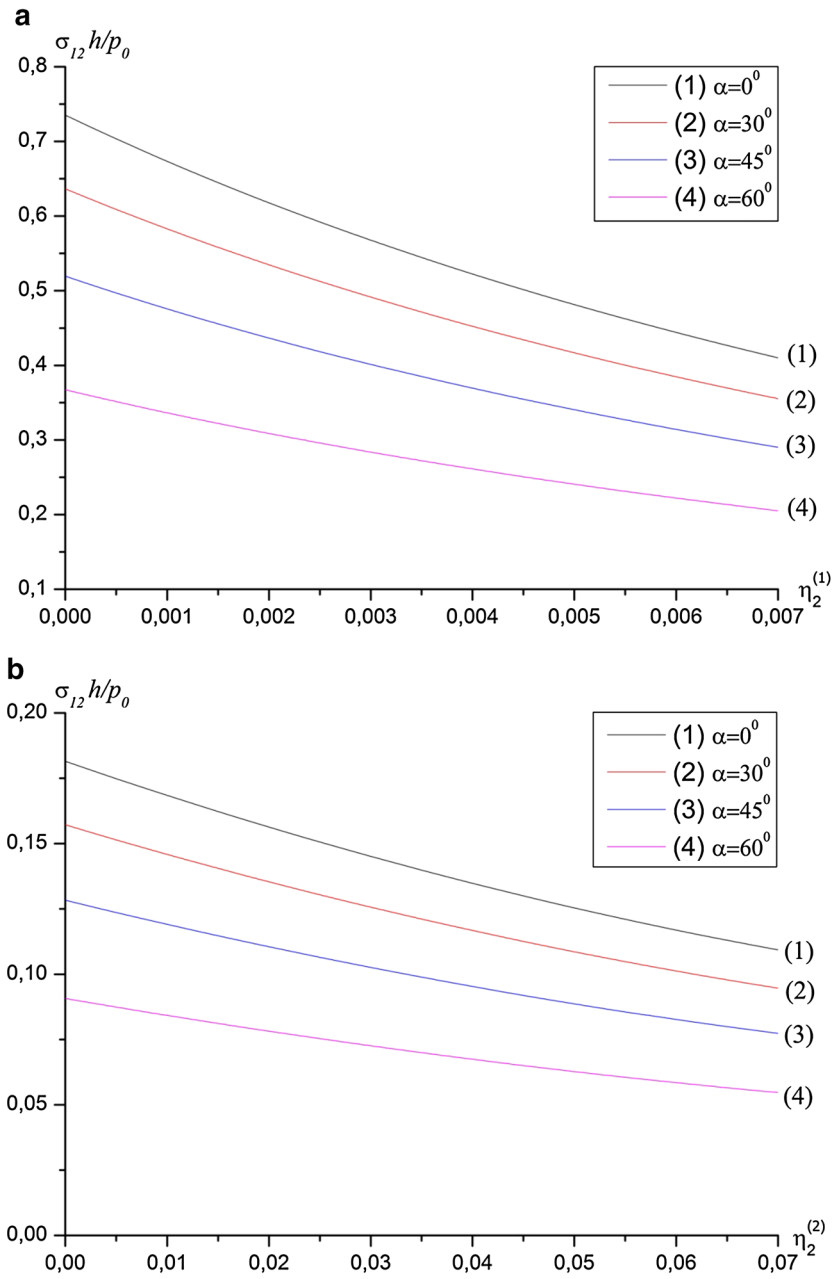 a
σ₁₂ h/p₀
0,8
0,7
0,6
0,5
0,4
0,3
0,2
0,1
(1) α=0⁰
(2) α=30⁰
(3) α=45⁰
(4) α=60⁰
(1)
(2)
(3)
(4)
0,000 0,001 0,002 0,003 0,004 0,005 0,006 0,007
η₂⁽¹⁾
b
σ₁₂ h/p₀
0,20
0,15
0,10
0,05
0,00
(1) α=0⁰
(2) α=30⁰
(3) α=45⁰
(4) α=60⁰
(1)
(2)
(3)
(4)
0,00 0,01 0,02 0,03 0,04 0,05 0,06 0,07
η₂⁽²⁾